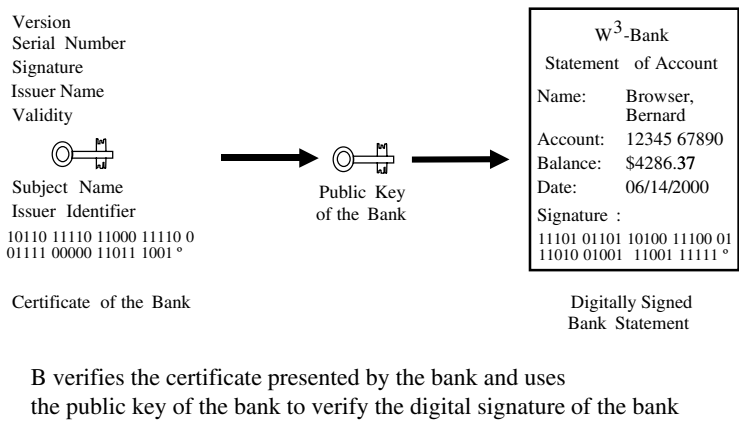 Version
Serial Number
Signature
Issuer Name
Validity
Subject Name
Issuer Identifier
10110 11110 11000 11110 0
01111 00000 11011 1001 º
Certificate of the Bank
Public Key
of the Bank
W3-Bank
Statement of Account
Name: Browser,
Bernard
Account: 12345 67890
Balance: $4286.37
Date: 06/14/2000
Signature :
11101 01101 10100 11100 01
11010 01001 11001 11111 º
Digitally Signed
Bank Statement
B verifies the certificate presented by the bank and uses
the public key of the bank to verify the digital signature of the bank